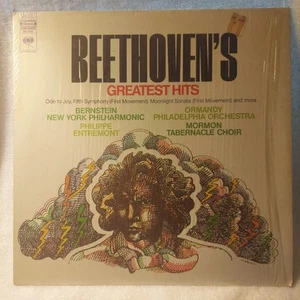 BEETHOVEN'S
GREATEST HITS
Ode to Joy, Fifth Symphony (First Movement), Moonlight Sonata (First Movement) and more
BERNSTEIN
NEW YORK PHILHARMONIC
ORMANDY
PHILADELPHIA ORCHESTRA
PHILIPPE
ENTREMONT
MORMON
TABERNACLE CHOIR